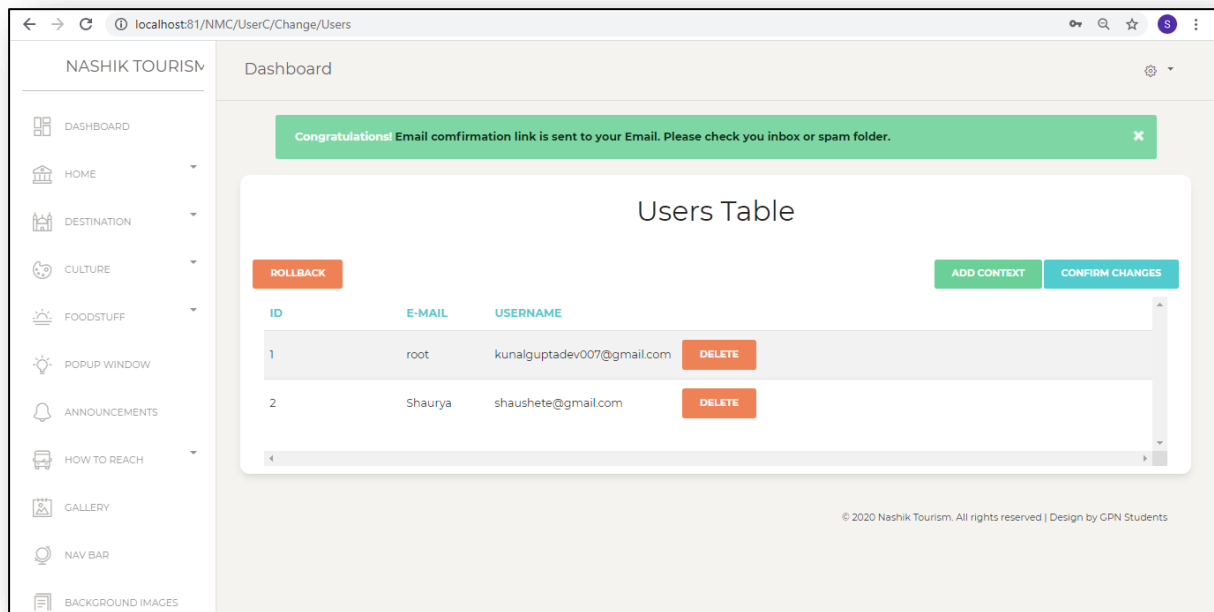 localhost:81/NMC/UserC/Change/Users
S
NASHIK TOURISM
Dashboard
DASHBOARD
HOME
DESTINATION
CULTURE
FOODSTUFF
POPUP WINDOW
ANNOUNCEMENTS
HOW TO REACH
GALLERY
NAV BAR
BACKGROUND IMAGES
Congratulations! Email comfirmation link is sent to your Email. Please check you inbox or spam folder.
Users Table
ROLLBACK
ADD CONTEXT CONFIRM CHANGES
ID E-MAIL USERNAME
1 root kunalguptadev007@gmail.com DELETE
2 Shaurya shaushete@gmail.com DELETE
© 2020 Nashik Tourism. All rights reserved | Design by GPN Students